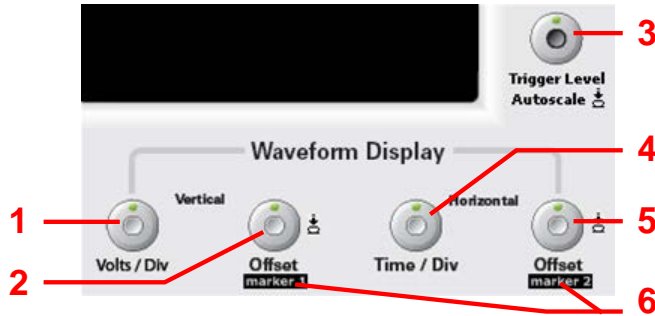 3
Trigger Level
Autoscale
Waveform Display
4
1
Vertical
Horizontal
5
2
Volts / Div
Offset
marker 1
Time / Div
Offset
marker 2
6